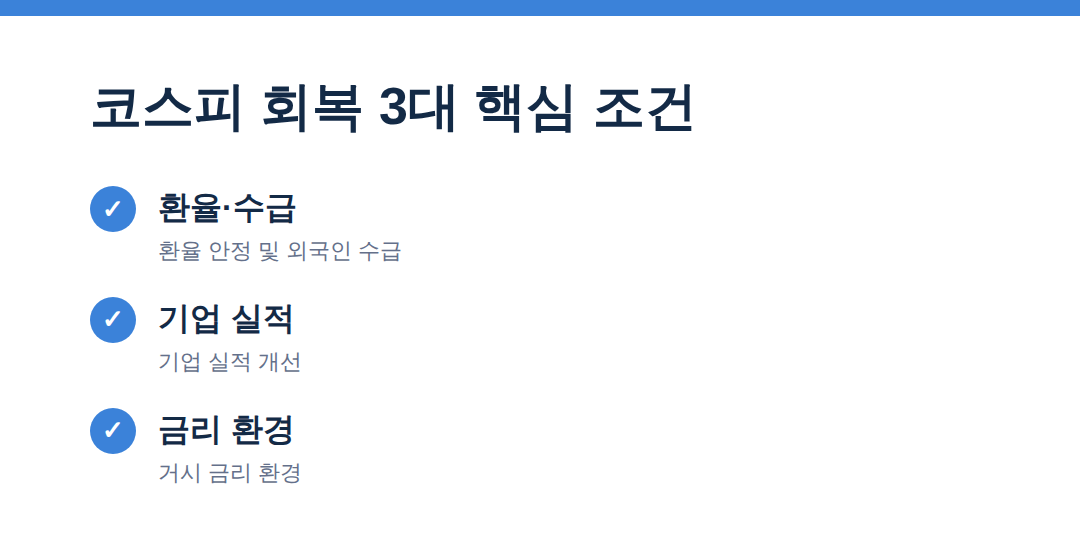 코스피 회복 3대 핵심 조건
✓ 환율·수급
환율 안정 및 외국인 수급
✓ 기업 실적
기업 실적 개선
✓ 금리 환경
거시 금리 환경